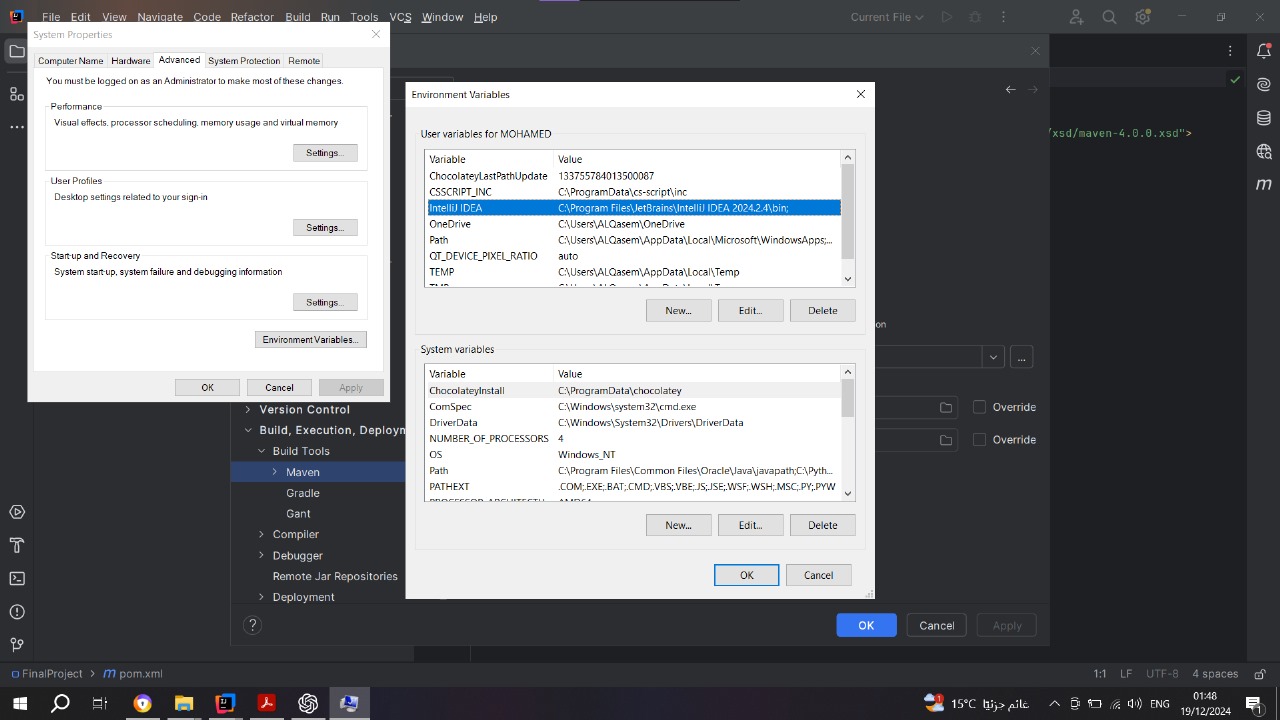 File Edit View Navigate Code Refactor Build Run Tools VCS Window Help
Current File
System Properties
Computer Name Hardware Advanced System Protection Remote
You must be logged on as an Administrator to make most of these changes.
Performance
Visual effects, processor scheduling, memory usage and virtual memory
Settings...
User Profiles
Desktop settings related to your sign-in
Settings...
Start-up and Recovery
System start-up, system failure and debugging information
Settings...
Environment Variables...
OK Cancel Apply
Environment Variables
User variables for MOHAMED
Variable Value
ChocolateyLastPathUpdate 133755784013500087
CSSCRIPT_INC C:\ProgramData\cs-script\inc
IntelliJ IDEA C:\Program Files\JetBrains\IntelliJ IDEA 2024.2.4\bin;
OneDrive C:\Users\ALQasem\OneDrive
Path C:\Users\ALQasem\AppData\Local\Microsoft\WindowsApps;...
QT_DEVICE_PIXEL_RATIO auto
TEMP C:\Users\ALQasem\AppData\Local\Temp
New... Edit... Delete
System variables
Variable Value
ChocolateyInstall C:\ProgramData\chocolatey
ComSpec C:\Windows\system32\cmd.exe
DriverData C:\Windows\System32\Drivers\DriverData
NUMBER_OF_PROCESSORS 4
OS Windows_NT
Path C:\Program Files\Common Files\Oracle\Java\javapath;C:\Pyth...
PATHEXT .COM;.EXE;.BAT;.CMD;.VBS;.VBE;.JS;.JSE;.WSF;.WSH;.MSC;.PY;.PYW
New... Edit... Delete
OK Cancel
/xsd/maven-4.0.0.xsd">
on
...
Override
Override
Version Control
Build, Execution, Deploym
Build Tools
Maven
Gradle
Gant
Compiler
Debugger
Remote Jar Repositories
Deployment
?
OK Cancel Apply
FinalProject > m pom.xml
1:1 LF UTF-8 4 spaces
15°C غائم جزئيًا ENG
01:48
19/12/2024
1